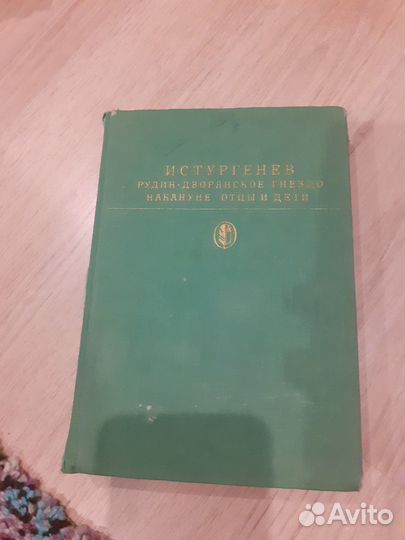 И·С·ТУРГЕНЕВ
РУДИН·ДВОРЯНСКОЕ ГНЕЗДО
НАКАНУНЕ ОТЦЫ И ДЕТИ
Avito